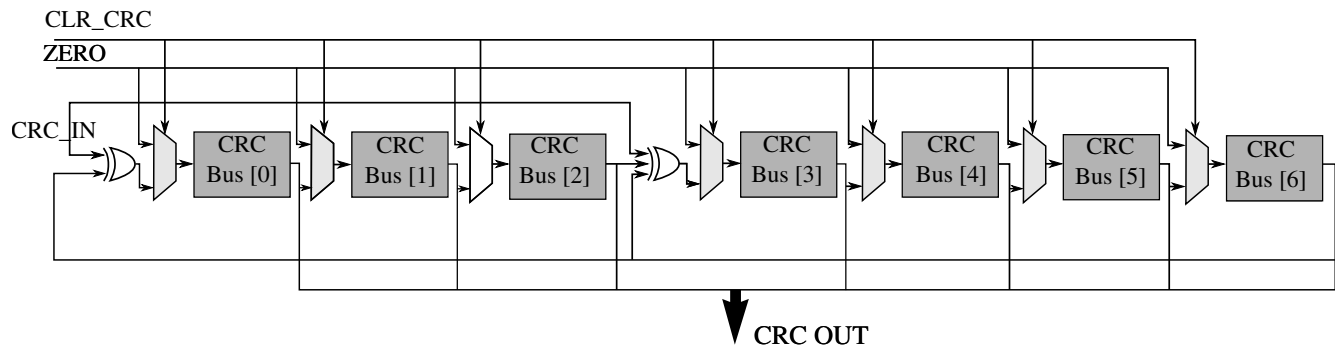 CLR_CRC
ZERO
CRC_IN
CRC
Bus [0]
CRC
Bus [1]
CRC
Bus [2]
CRC
Bus [3]
CRC
Bus [4]
CRC
Bus [5]
CRC
Bus [6]
CRC OUT